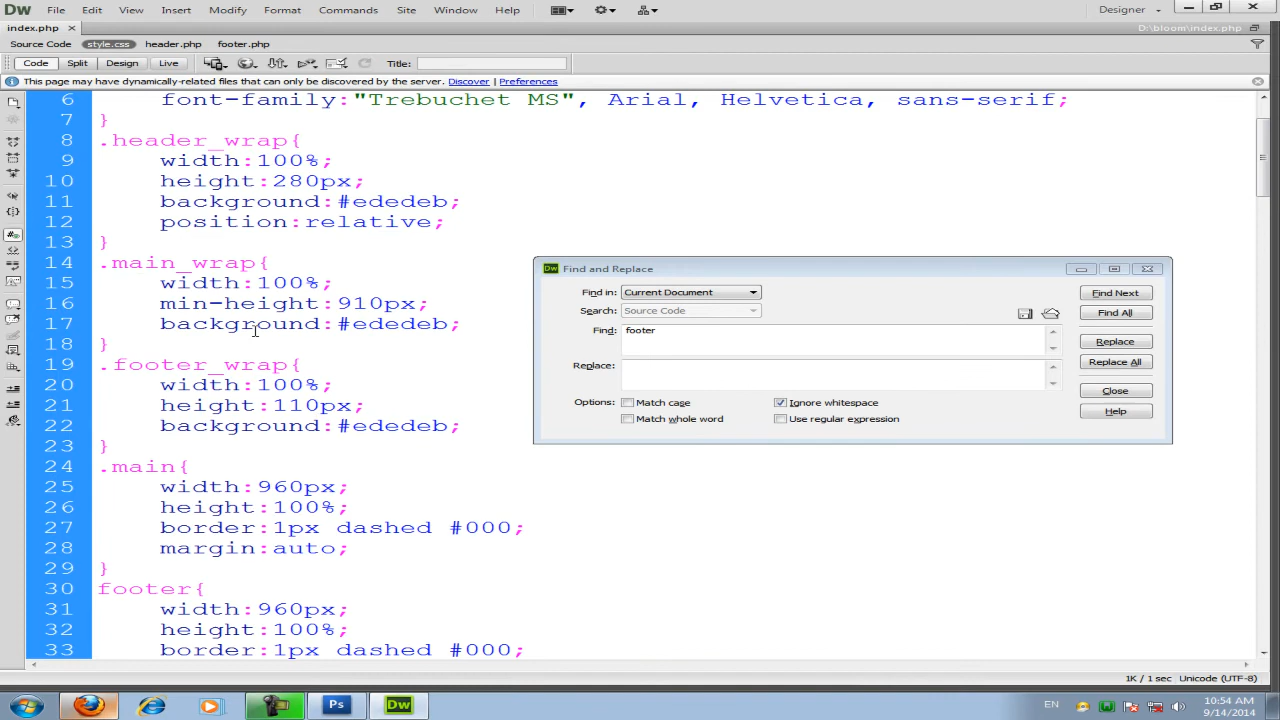 Dw File Edit View Insert Modify Format Commands Site Window Help Designer
index.php × D:\bloom\index.php
Source Code style.css header.php footer.php
Code Split Design Live Title:
This page may have dynamically-related files that can only be discovered by the server. Discover Preferences
6 font-family:"Trebuchet MS", Arial, Helvetica, sans-serif;
7 }
8 .header_wrap{
9 width:100%;
10 height:280px;
11 background:#ededeb;
12 position:relative;
13 }
14 .main_wrap{
15 width:100%;
16 min-height:910px;
17 background:#ededeb;
18 }
19 .footer_wrap{
20 width:100%;
21 height:110px;
22 background:#ededeb;
23 }
24 .main{
25 width:960px;
26 height:100%;
27 border:1px dashed #000;
28 margin:auto;
29 }
30 footer{
31 width:960px;
32 height:100%;
33 border:1px dashed #000;
Dw Find and Replace
Find in: Current Document Find Next
Search: Source Code Find All
Find: footer
Replace
Replace: Replace All
Close
Options: Match case Ignore whitespace Help
Match whole word Use regular expression
1K / 1 sec Unicode (UTF-8)
Ps Dw EN 10:54 AM
9/14/2014